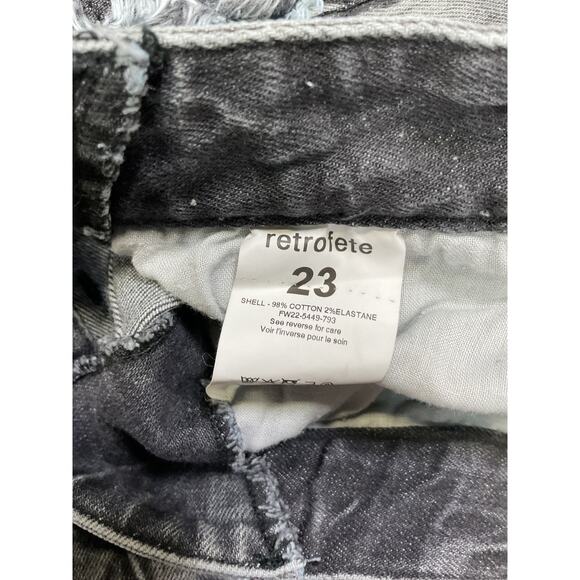 retrofete
23
SHELL - 98% COTTON 2%ELASTANE
FW22-5449-793
See reverse for care
Voir l'inverse pour le soin